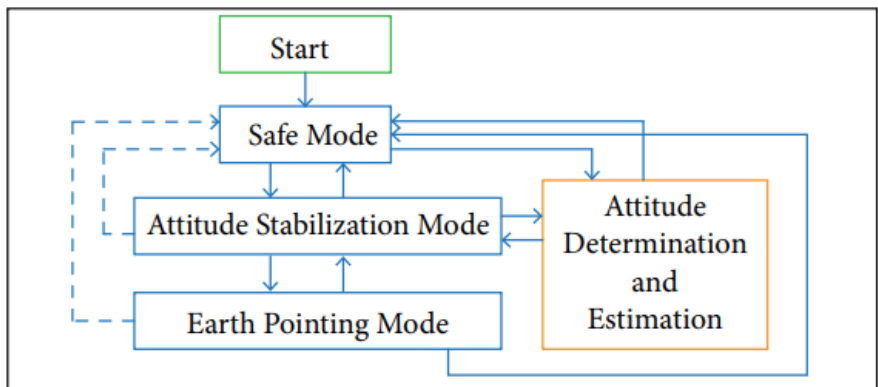 Start
Safe Mode
Attitude Stabilization Mode
Earth Pointing Mode
Attitude
Determination
and
Estimation